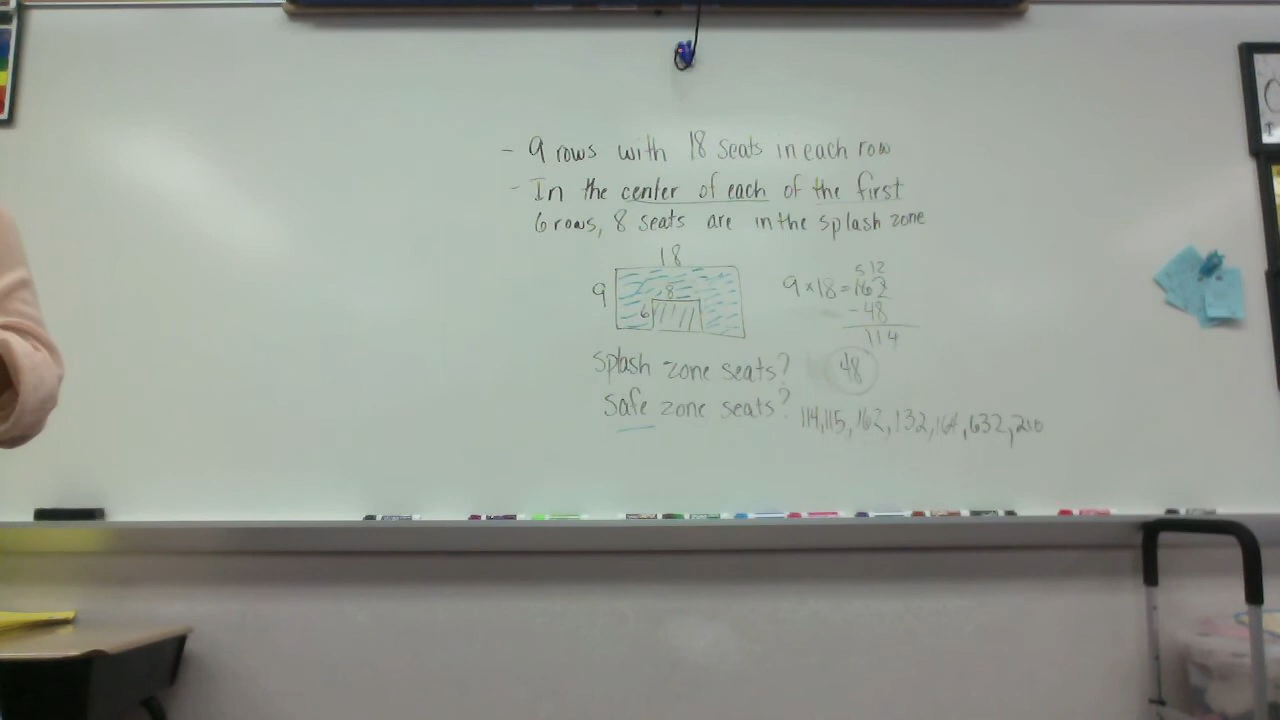 - 9 rows with 18 seats in each row
- In the center of each of the first
6 rows, 8 seats are in the splash zone
18
9
8
6
5 12
9 × 18 = 162
- 48
114
Splash zone seats? 48
Safe zone seats? 114, 115, 162, 132, 164, 632, 210